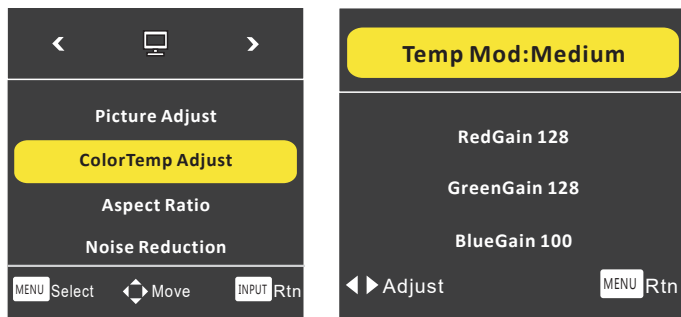 Picture Adjust
ColorTemp Adjust
Aspect Ratio
Noise Reduction
MENU Select Move INPUT Rtn
Temp Mod:Medium
RedGain 128
GreenGain 128
BlueGain 100
Adjust MENU Rtn